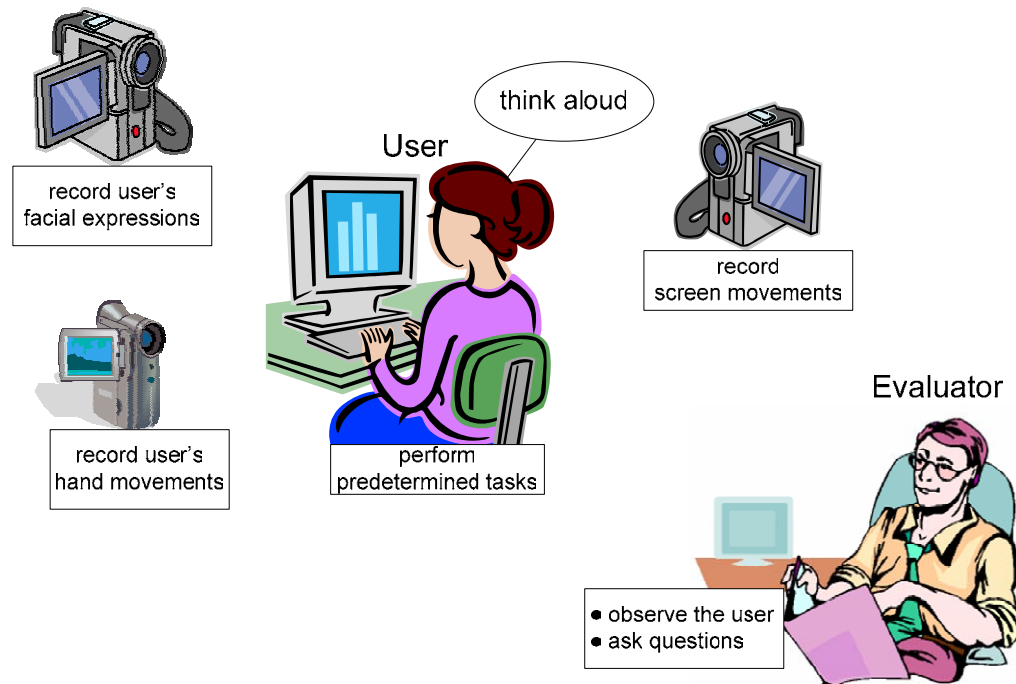 think aloud
User
record user's
facial expressions
record
screen movements
record user's
hand movements
perform
predetermined tasks
Evaluator
• observe the user
• ask questions